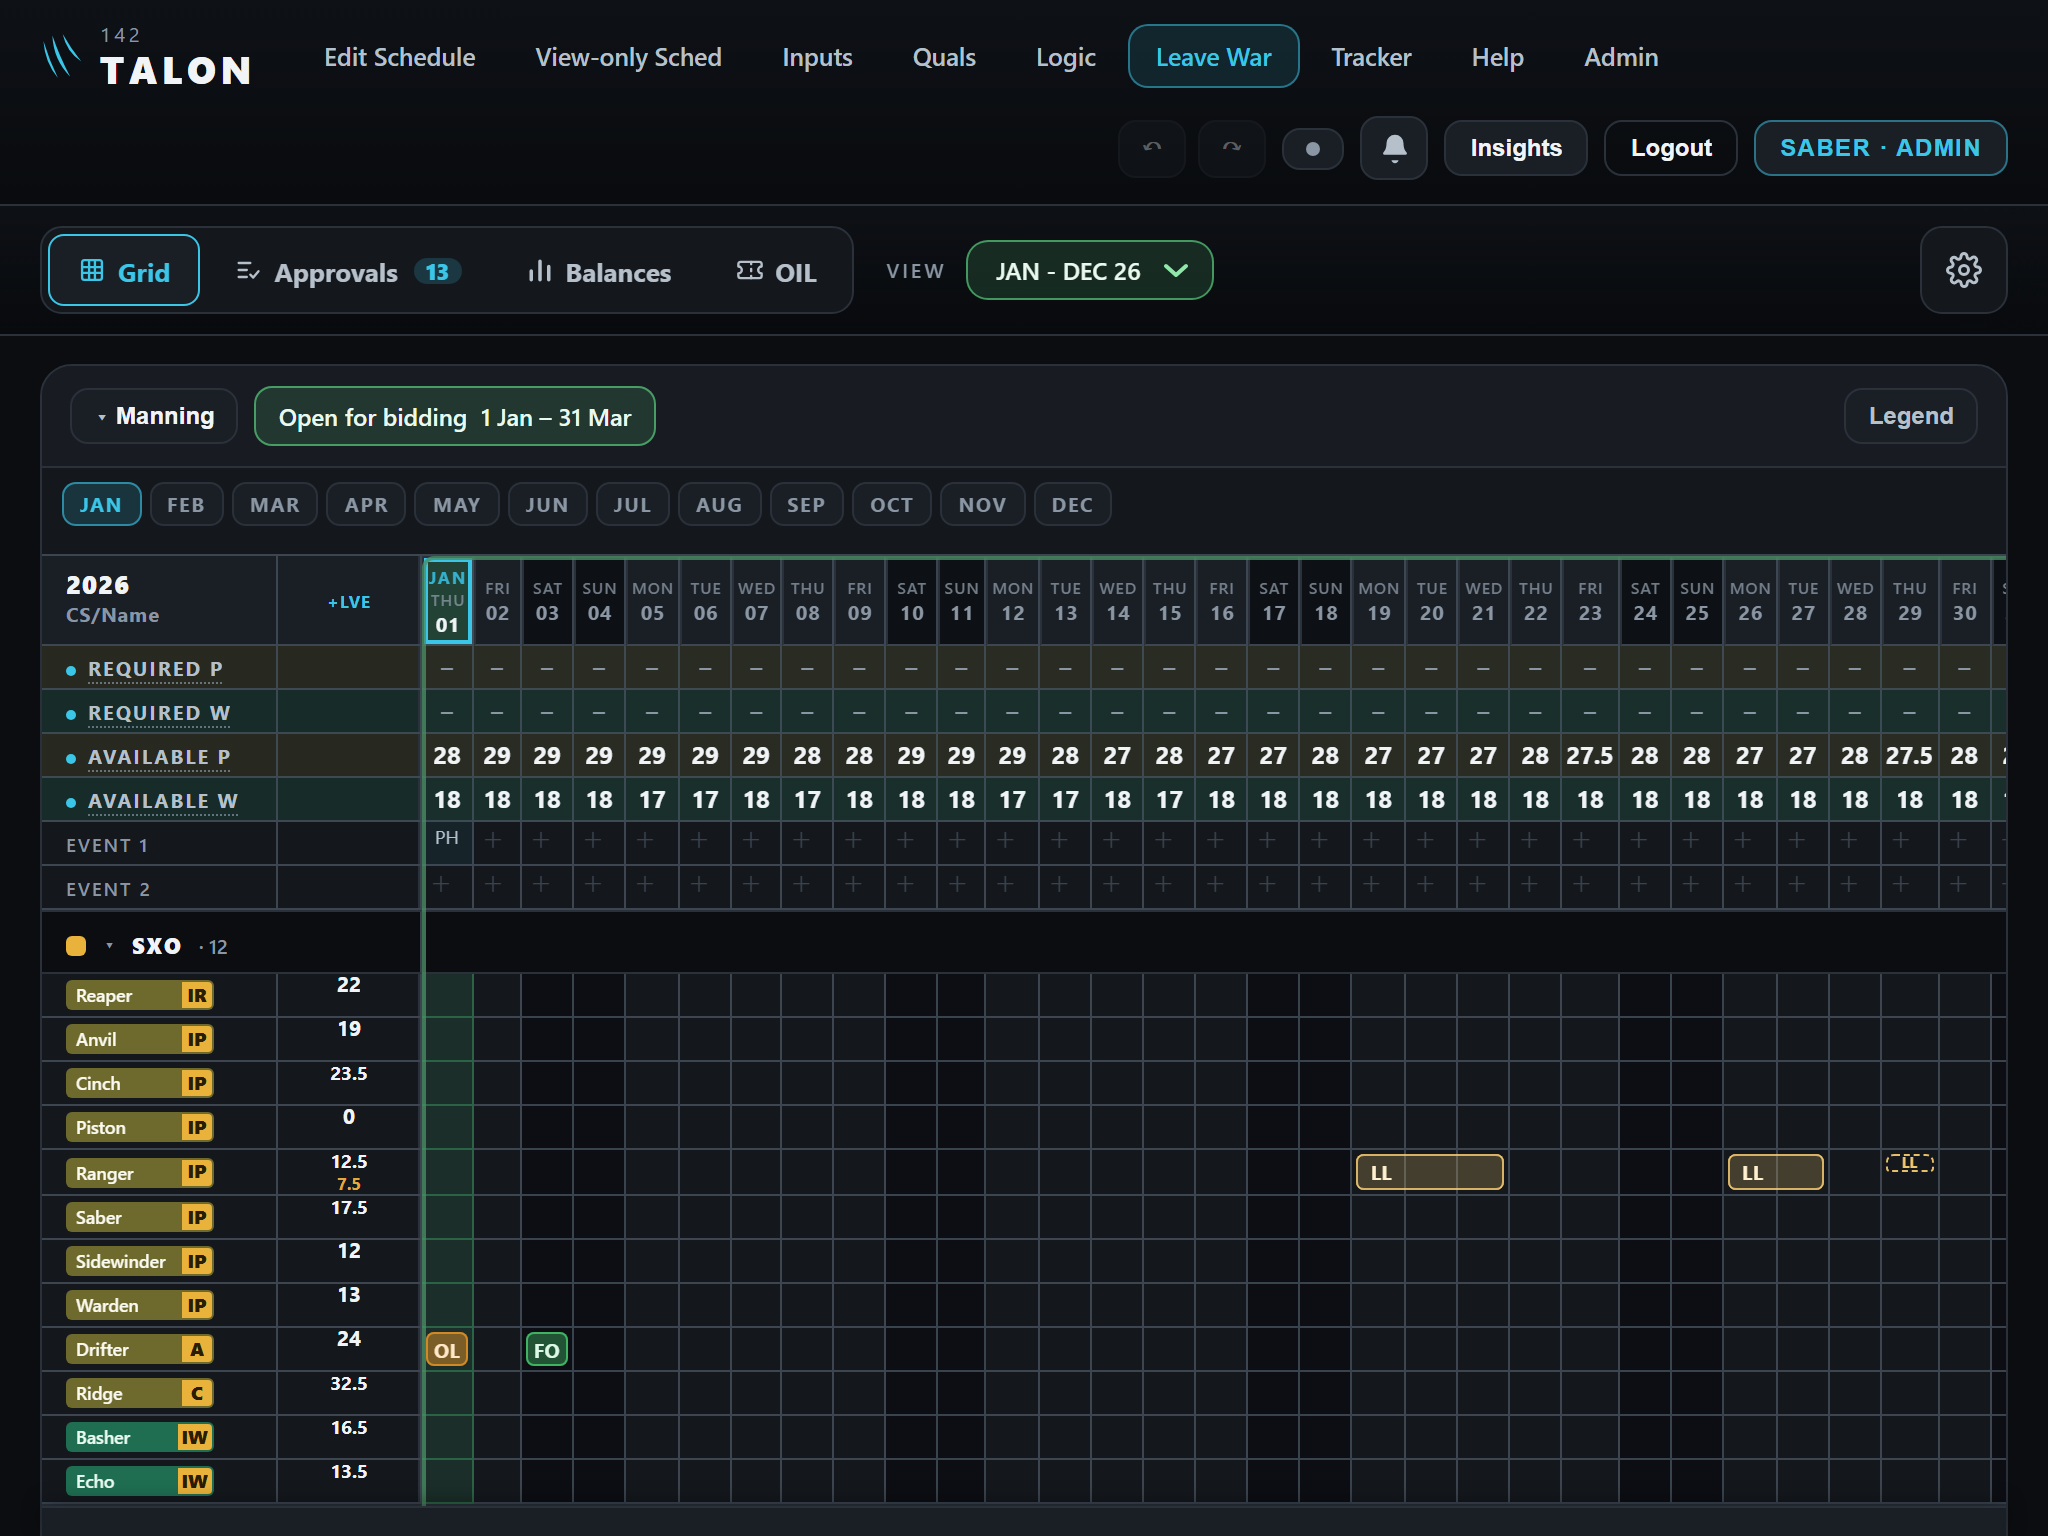 142
TALON
Edit Schedule View-only Sched Inputs Quals Logic Leave War Tracker Help Admin
Insights Logout SABER · ADMIN
Grid Approvals 13 Balances OIL VIEW JAN - DEC 26
Manning Open for bidding 1 Jan – 31 Mar Legend
JAN FEB MAR APR MAY JUN JUL AUG SEP OCT NOV DEC
2026
CS/Name
+LVE
JAN THU 01 FRI 02 SAT 03 SUN 04 MON 05 TUE 06 WED 07 THU 08 FRI 09 SAT 10 SUN 11 MON 12 TUE 13 WED 14 THU 15 FRI 16 SAT 17 SUN 18 MON 19 TUE 20 WED 21 THU 22 FRI 23 SAT 24 SUN 25 MON 26 TUE 27 WED 28 THU 29 FRI 30
REQUIRED P – – – – – – – – – – – – – – – – – – – – – – – – – – – – – –
REQUIRED W – – – – – – – – – – – – – – – – – – – – – – – – – – – – – –
AVAILABLE P 28 29 29 29 29 29 29 28 28 29 29 29 28 27 28 27 27 28 27 27 27 28 27.5 28 28 27 27 28 27.5 28
AVAILABLE W 18 18 18 18 17 17 18 17 18 18 18 17 17 18 17 18 18 18 18 18 18 18 18 18 18 18 18 18 18 18
EVENT 1 PH + + + + + + + + + + + + + + + + + + + + + + + + + + + + +
EVENT 2 + + + + + + + + + + + + + + + + + + + + + + + + + + + + + +
SXO · 12
Reaper IR 22
Anvil IP 19
Cinch IP 23.5
Piston IP 0
Ranger IP 12.5 7.5 LL LL LL
Saber IP 17.5
Sidewinder IP 12
Warden IP 13
Drifter A 24 OL FO
Ridge C 32.5
Basher IW 16.5
Echo IW 13.5